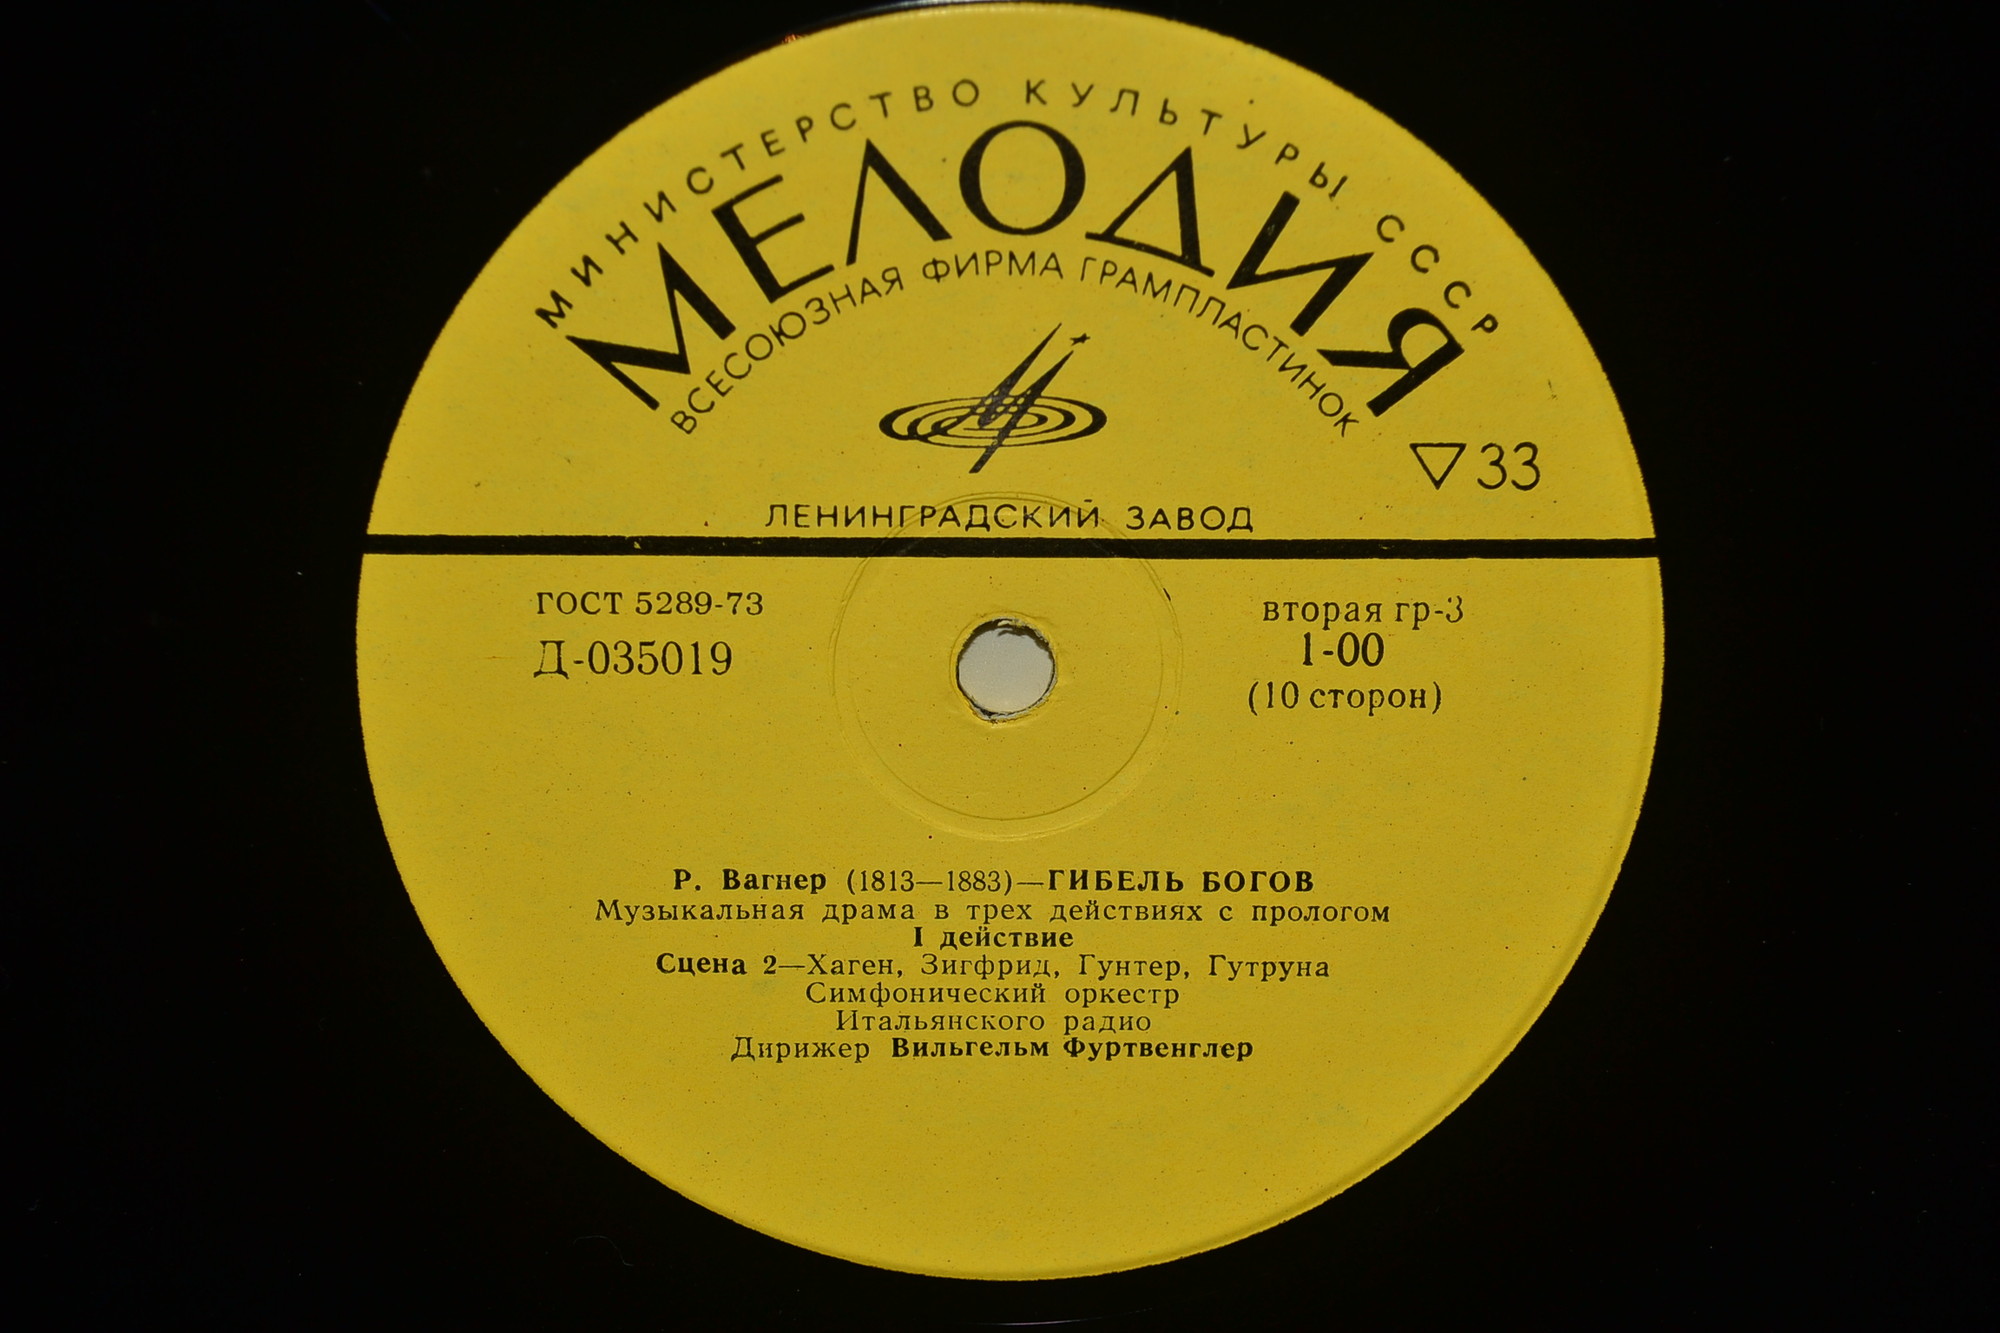 МИНИСТЕРСТВО КУЛЬТУРЫ СССР
МЕЛОДИЯ
ВСЕСОЮЗНАЯ ФИРМА ГРАМПЛАСТИНОК
▽33
ЛЕНИНГРАДСКИЙ ЗАВОД
ГОСТ 5289-73
Д-035019
вторая гр-3
1-00
(10 сторон)
Р. Вагнер (1813—1883)—ГИБЕЛЬ БОГОВ
Музыкальная драма в трех действиях с прологом
I действие
Сцена 2—Хаген, Зигфрид, Гунтер, Гутруна
Симфонический оркестр
Итальянского радио
Дирижер Вильгельм Фуртвенглер